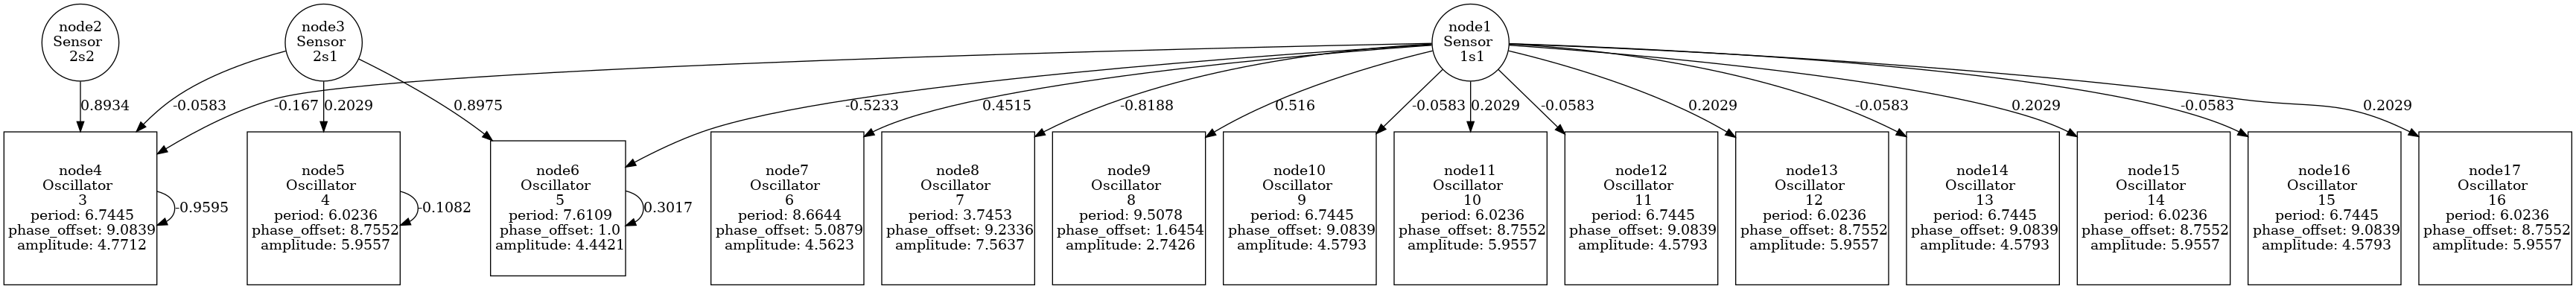 node2
Sensor
2s2
node3
Sensor
2s1
node1
Sensor
1s1
0.8934
-0.0583
-0.167
0.2029
0.8975
-0.5233
0.4515
-0.8188
0.516
-0.0583
0.2029
-0.0583
0.2029
-0.0583
0.2029
-0.0583
0.2029
node4
Oscillator
3
period: 6.7445
phase_offset: 9.0839
amplitude: 4.7712
-0.9595
node5
Oscillator
4
period: 6.0236
phase_offset: 8.7552
amplitude: 5.9557
-0.1082
node6
Oscillator
5
period: 7.6109
phase_offset: 1.0
amplitude: 4.4421
0.3017
node7
Oscillator
6
period: 8.6644
phase_offset: 5.0879
amplitude: 4.5623
node8
Oscillator
7
period: 3.7453
phase_offset: 9.2336
amplitude: 7.5637
node9
Oscillator
8
period: 9.5078
phase_offset: 1.6454
amplitude: 2.7426
node10
Oscillator
9
period: 6.7445
phase_offset: 9.0839
amplitude: 4.5793
node11
Oscillator
10
period: 6.0236
phase_offset: 8.7552
amplitude: 5.9557
node12
Oscillator
11
period: 6.7445
phase_offset: 9.0839
amplitude: 4.5793
node13
Oscillator
12
period: 6.0236
phase_offset: 8.7552
amplitude: 5.9557
node14
Oscillator
13
period: 6.7445
phase_offset: 9.0839
amplitude: 4.5793
node15
Oscillator
14
period: 6.0236
phase_offset: 8.7552
amplitude: 5.9557
node16
Oscillator
15
period: 6.7445
phase_offset: 9.0839
amplitude: 4.5793
node17
Oscillator
16
period: 6.0236
phase_offset: 8.7552
amplitude: 5.9557